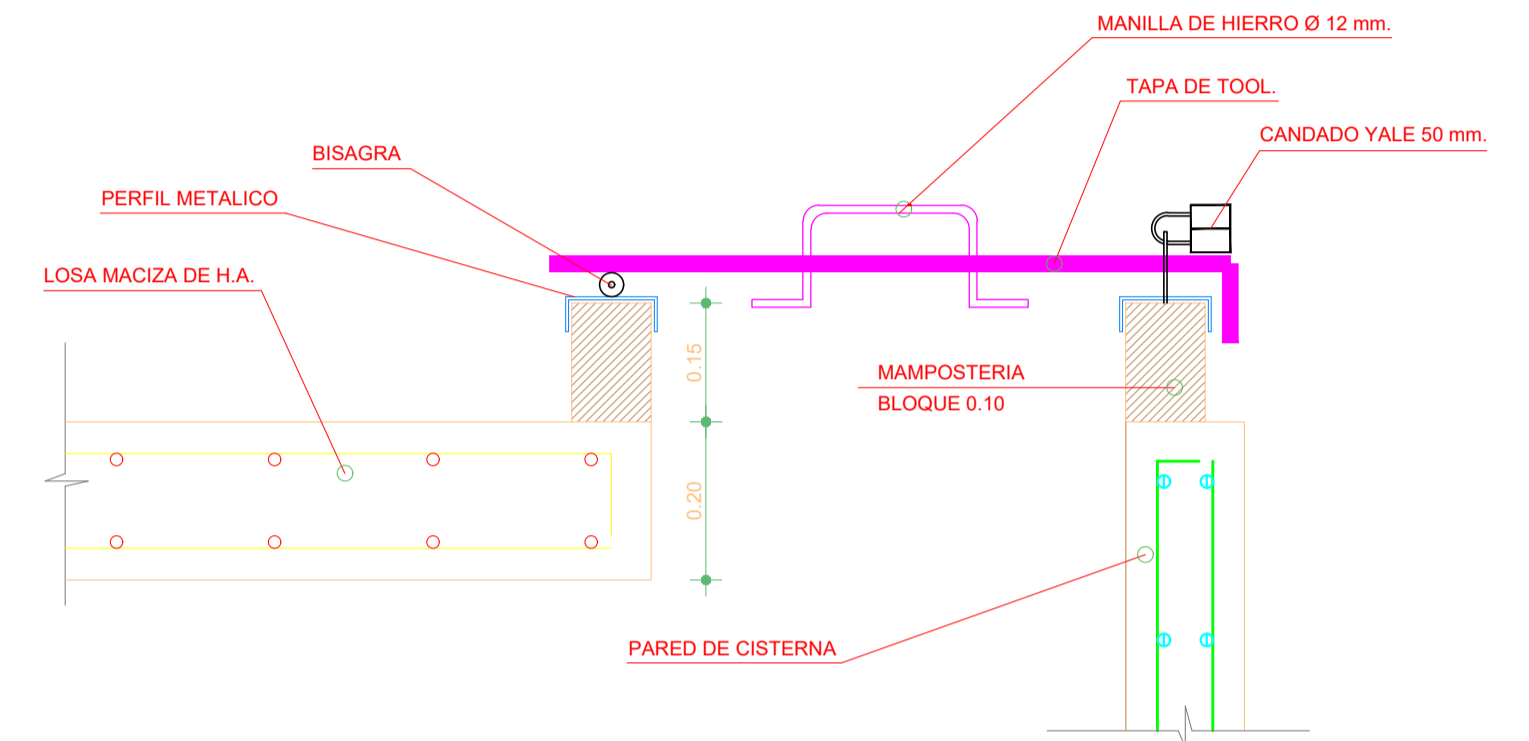 MANILLA DE HIERRO Ø 12 mm.
TAPA DE TOOL.
CANDADO YALE 50 mm.
BISAGRA
PERFIL METALICO
LOSA MACIZA DE H.A.
0.15
MAMPOSTERIA
BLOQUE 0.10
0.20
PARED DE CISTERNA